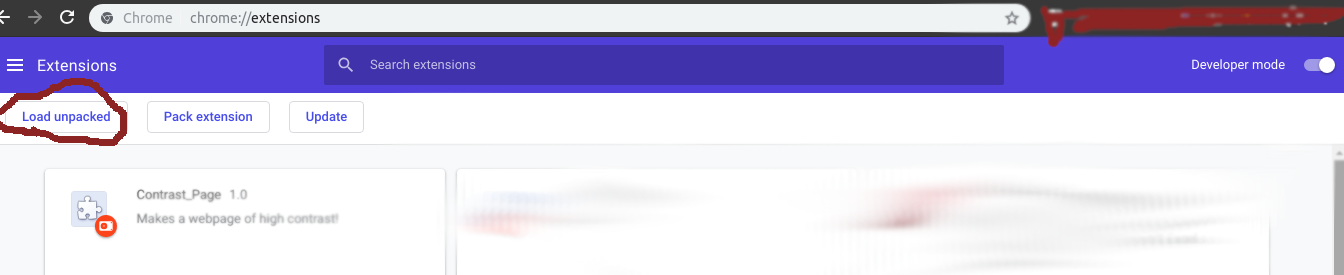 Chrome chrome://extensions
Extensions Search extensions Developer mode
Load unpacked Pack extension Update
Contrast_Page 1.0
Makes a webpage of high contrast!